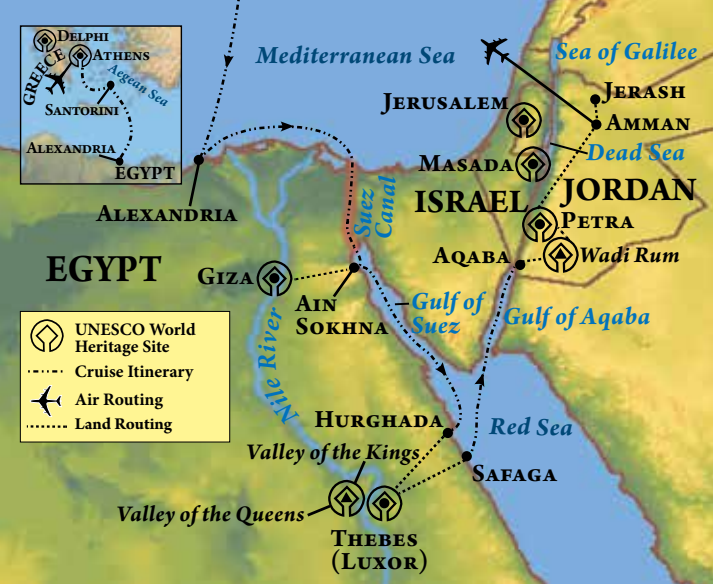 DELPHI
ATHENS
GREECE
Aegean Sea
SANTORINI
ALEXANDRIA
EGYPT
Mediterranean Sea
Sea of Galilee
JERUSALEM
JERASH
AMMAN
Dead Sea
MASADA
ISRAEL
JORDAN
ALEXANDRIA
Suez
Canal
PETRA
EGYPT
GIZA
AQABA
Wadi Rum
AIN
SOKHNA
Gulf of
Suez
Gulf of Aqaba
UNESCO World
Heritage Site
Cruise Itinerary
Air Routing
Land Routing
Nile River
HURGHADA
Red Sea
Valley of the Kings
SAFAGA
Valley of the Queens
THEBES
(LUXOR)